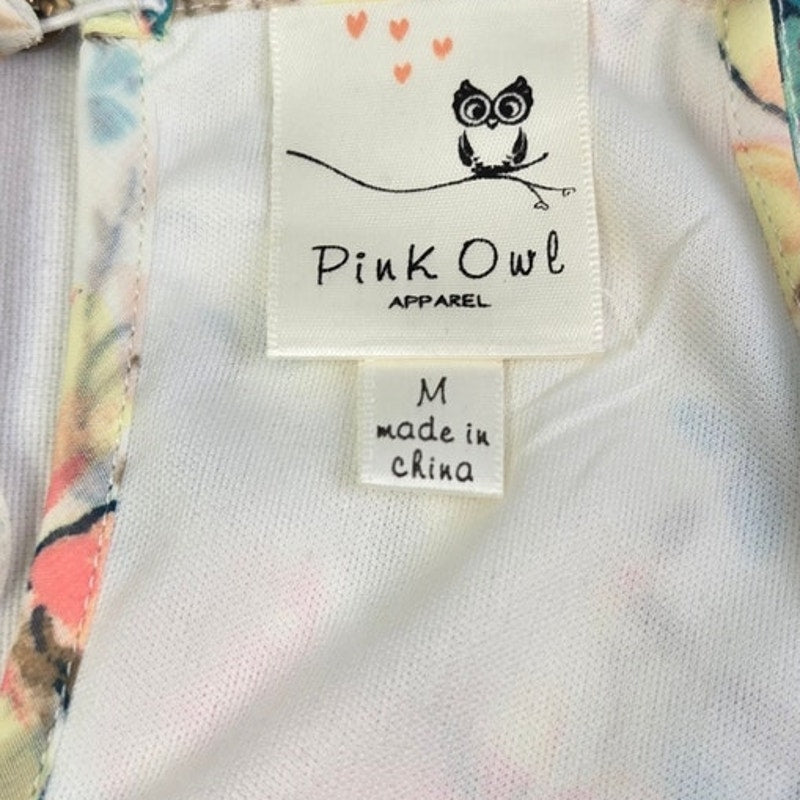 Pink Owl
APPAREL
M
made in
china